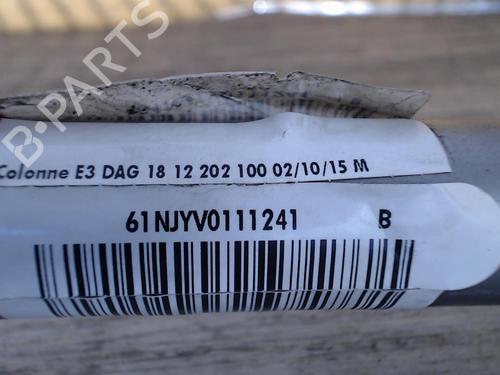 B-PARTS
Colonne E3 DAG 18 12 202 100 02/10/15 M
61NJYV0111241 B